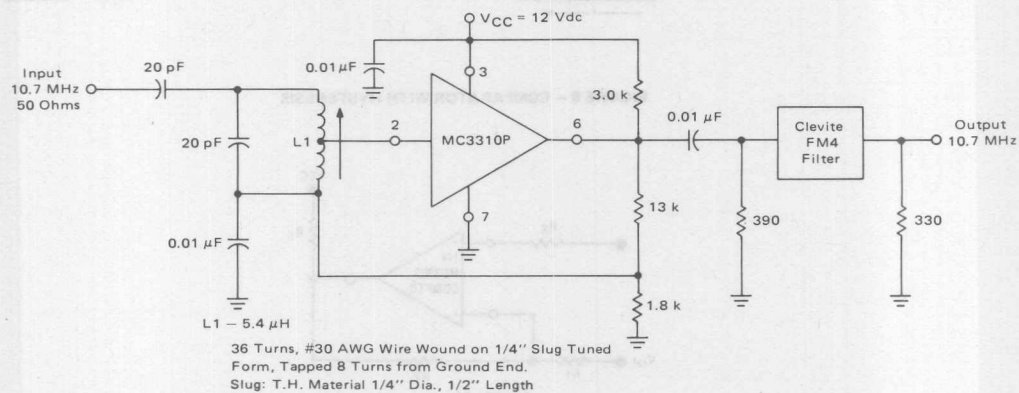 VCC = 12 Vdc
Input
10.7 MHz
50 Ohms
20 pF
0.01 µF
3
3.0 k
20 pF
L1
2
MC3310P
6
0.01 µF
Clevite
FM4
Filter
Output
10.7 MHz
7
13 k
390
330
0.01 µF
1.8 k
L1 – 5.4 µH
36 Turns, #30 AWG Wire Wound on 1/4" Slug Tuned
Form, Tapped 8 Turns from Ground End.
Slug: T.H. Material 1/4" Dia., 1/2" Length